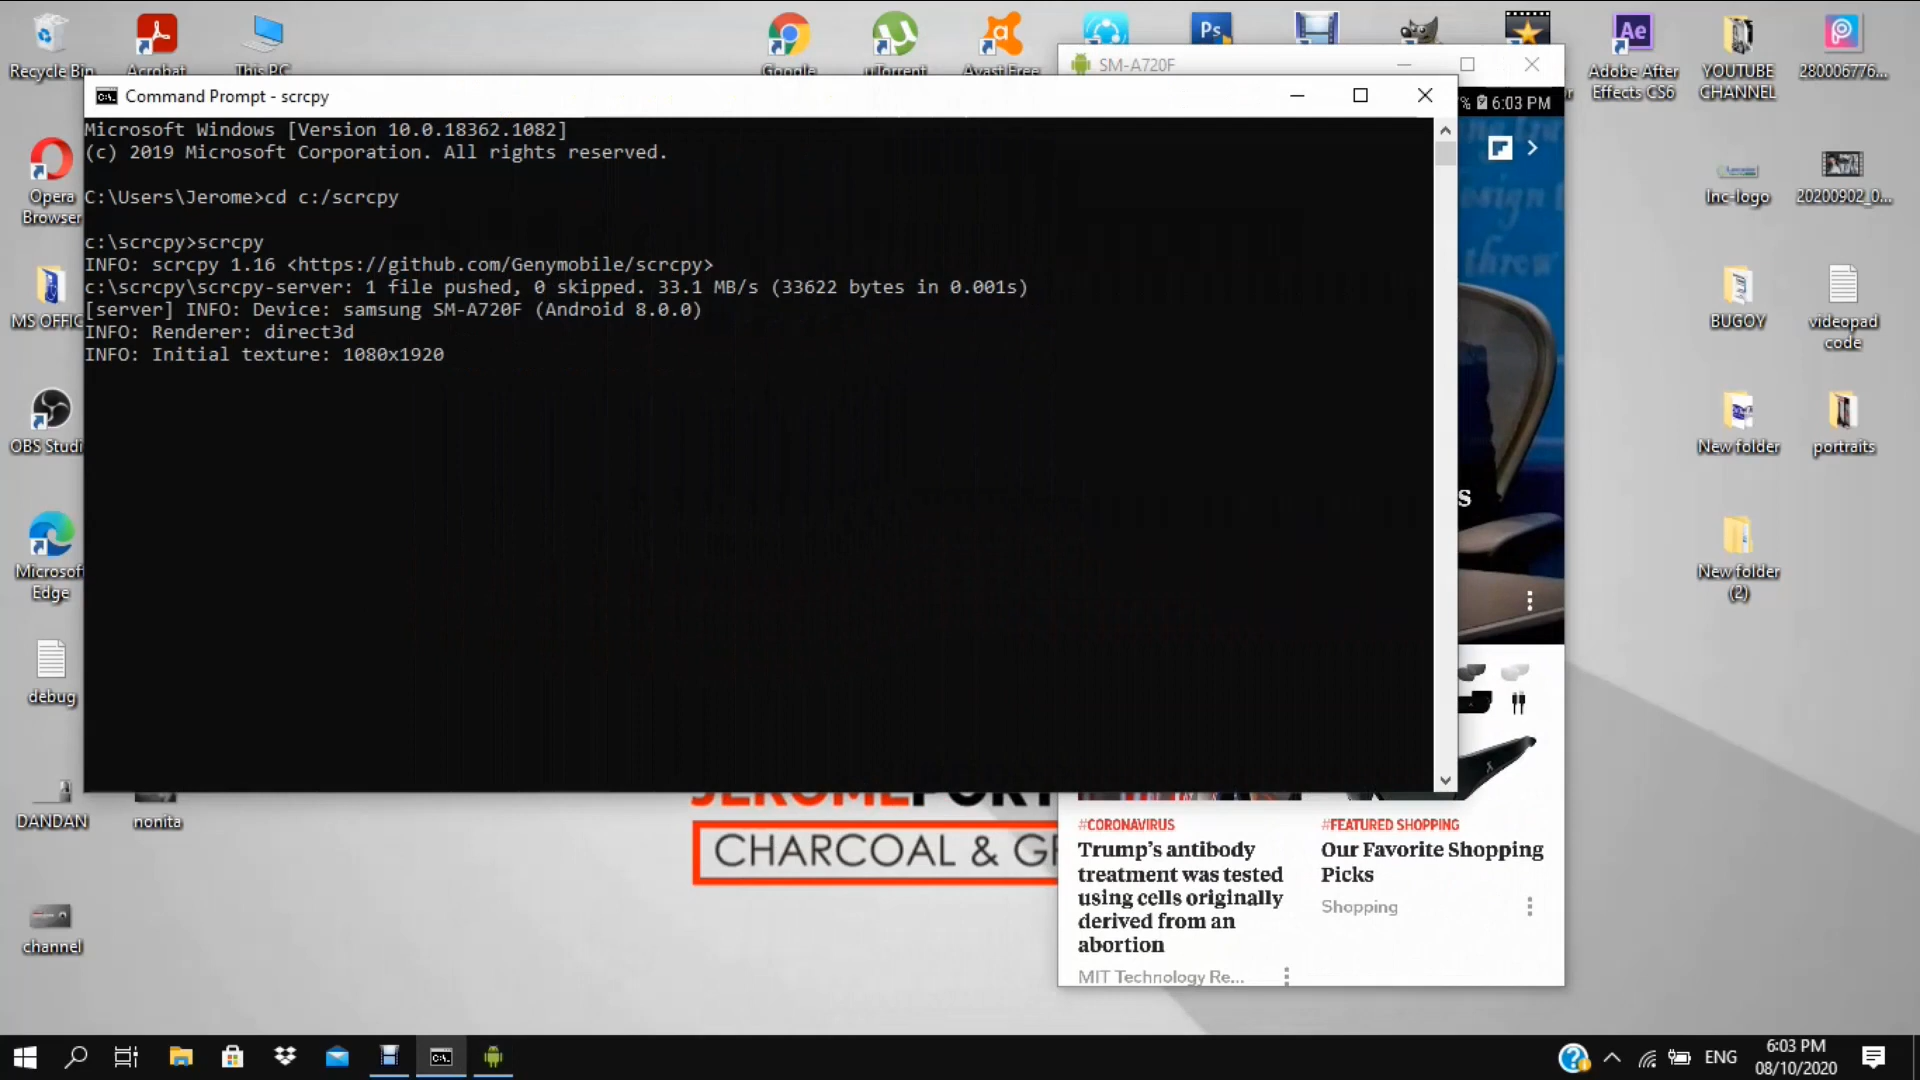 Recycle Bin
Acrobat
This PC
Google
uTorrent
Avast Free
Ps
SM-A720F
Ae
Adobe After
Effects CS6
YOUTUBE
CHANNEL
280006776...
Command Prompt - scrcpy
% 6:03 PM
Microsoft Windows [Version 10.0.18362.1082]
(c) 2019 Microsoft Corporation. All rights reserved.
C:\Users\Jerome>cd c:/scrcpy
c:\scrcpy>scrcpy
INFO: scrcpy 1.16 <https://github.com/Genymobile/scrcpy>
c:\scrcpy\scrcpy-server: 1 file pushed, 0 skipped. 33.1 MB/s (33622 bytes in 0.001s)
[server] INFO: Device: samsung SM-A720F (Android 8.0.0)
INFO: Renderer: direct3d
INFO: Initial texture: 1080x1920
Opera
Browser
MS OFFIC
OBS Studi
Microsof
Edge
debug
DANDAN
nonita
channel
lnc-logo
20200902_0...
BUGOY
videopad
code
New folder
portraits
New folder
(2)
design t
throw
s
CHARCOAL & G
#CORONAVIRUS
Trump's antibody
treatment was tested
using cells originally
derived from an
abortion
MIT Technology Re...
#FEATURED SHOPPING
Our Favorite Shopping
Picks
Shopping
ENG
6:03 PM
08/10/2020